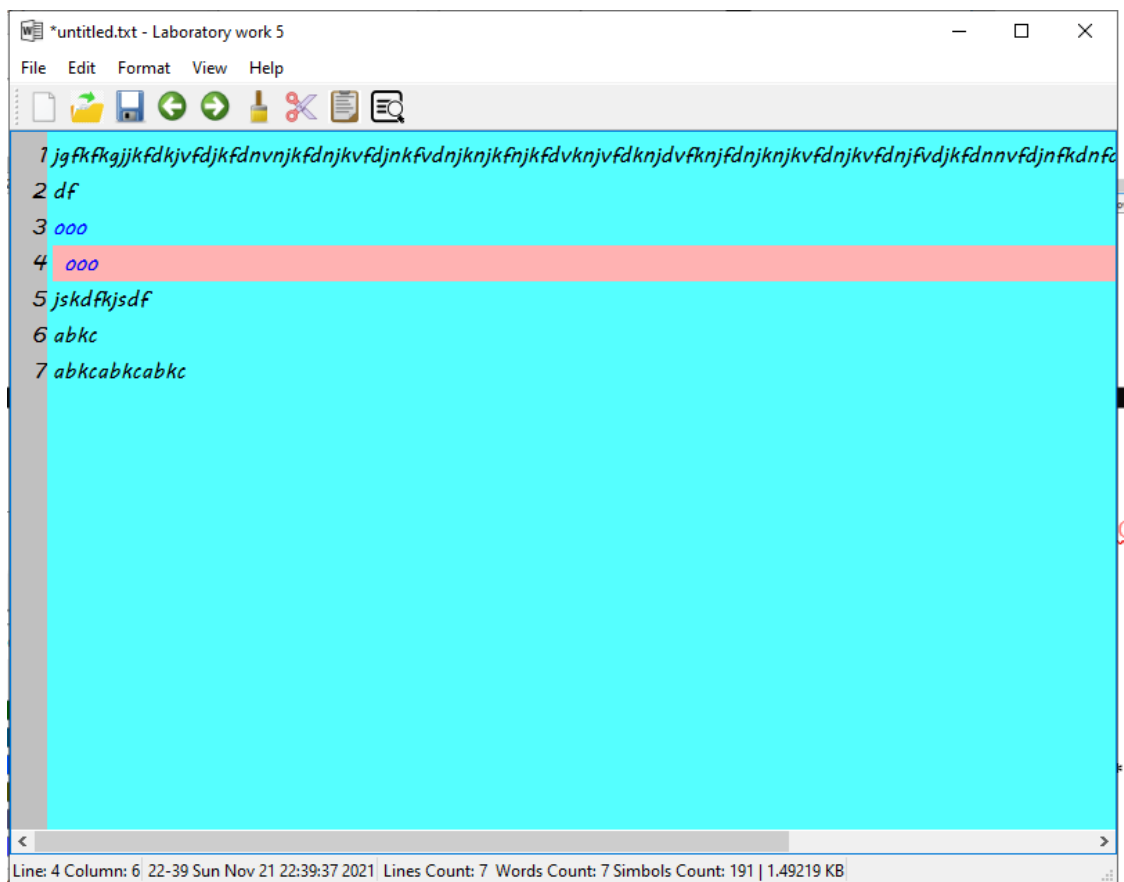 *untitled.txt - Laboratory work 5
File Edit Format View Help
1
2 df
3 ooo
4 ooo
5 jskdfkjsdf
6 abkc
7 abkcabkcabkc
Line: 4 Column: 6 22-39 Sun Nov 21 22:39:37 2021 Lines Count: 7 Words Count: 7 Simbols Count: 191 | 1.49219 KB